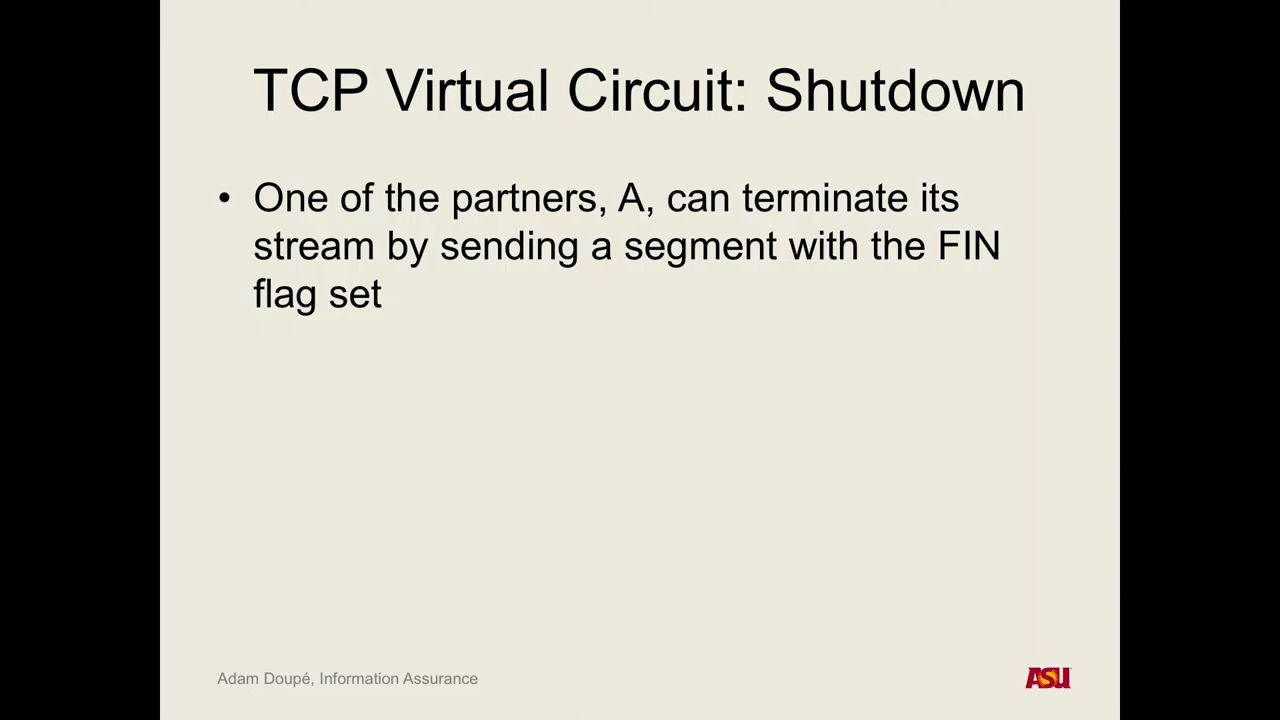 TCP Virtual Circuit: Shutdown
• One of the partners, A, can terminate its
stream by sending a segment with the FIN
flag set
Adam Doupé, Information Assurance
ASU